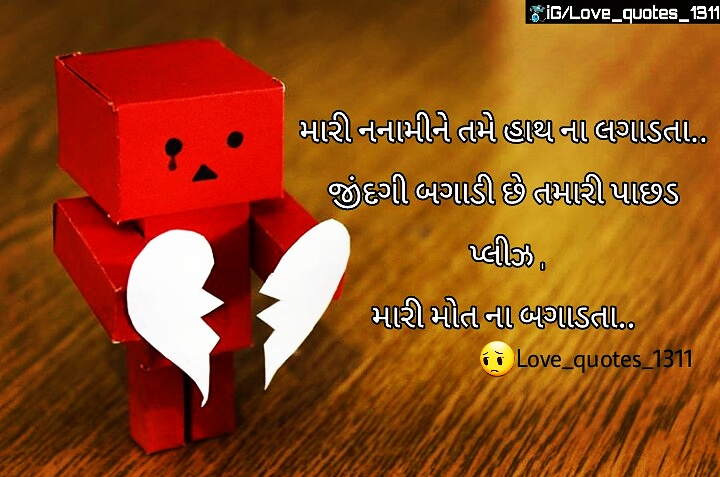 iG/Love_quotes_1311
મારી નનામીને તમે હાથ ના લગાડતા..
જીંદગી બગાડી છે તમારી પાછડ
પ્લીઝ ,
મારી મોત ના બગાડતા..
Love_quotes_1311